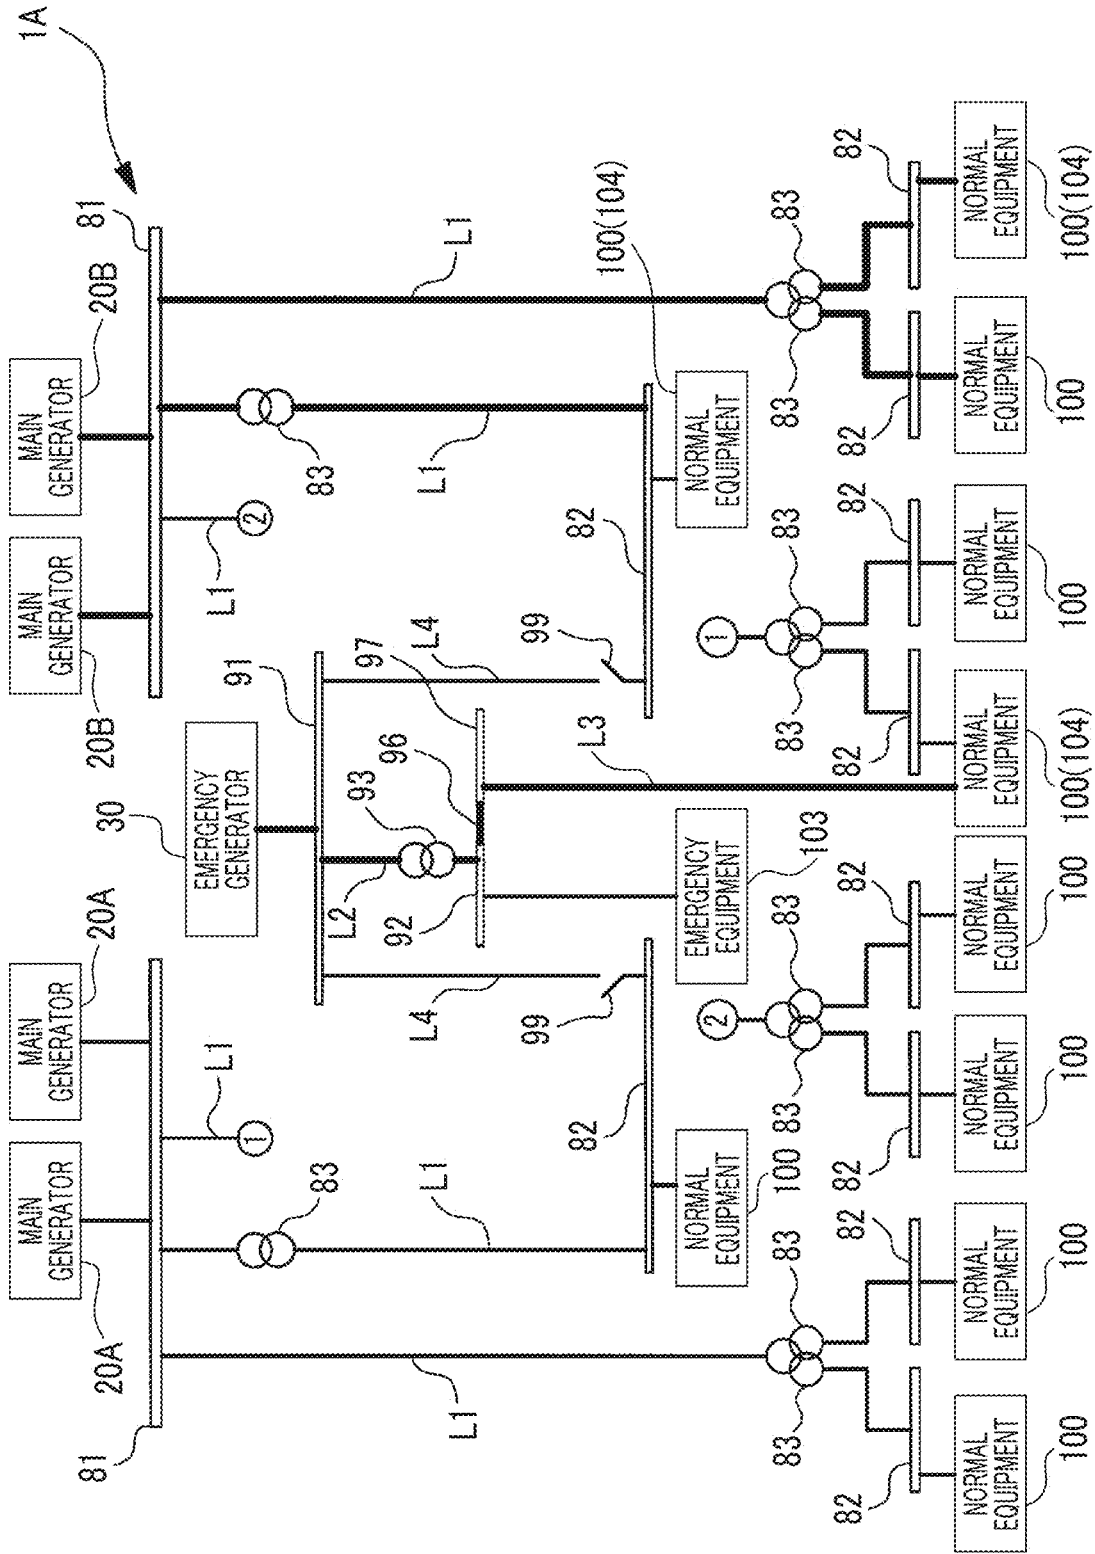 1A
MAIN
GENERATOR
MAIN
GENERATOR
MAIN
GENERATOR
MAIN
GENERATOR
81
20A
20A
20B
20B
81
30
EMERGENCY
GENERATOR
L1
L1
91
1
2
83
83
L2
93
97
96
92
L4
L4
L1
L1
L1
L1
99
99
82
82
L3
100(104)
NORMAL
EQUIPMENT
EMERGENCY
EQUIPMENT
NORMAL
EQUIPMENT
2
1
100
103
83
83
83
83
83
83
83
83
82
82
82
82
82
82
82
82
NORMAL
EQUIPMENT
NORMAL
EQUIPMENT
NORMAL
EQUIPMENT
NORMAL
EQUIPMENT
NORMAL
EQUIPMENT
NORMAL
EQUIPMENT
NORMAL
EQUIPMENT
NORMAL
EQUIPMENT
100
100
100
100
100(104)
100
100
100(104)